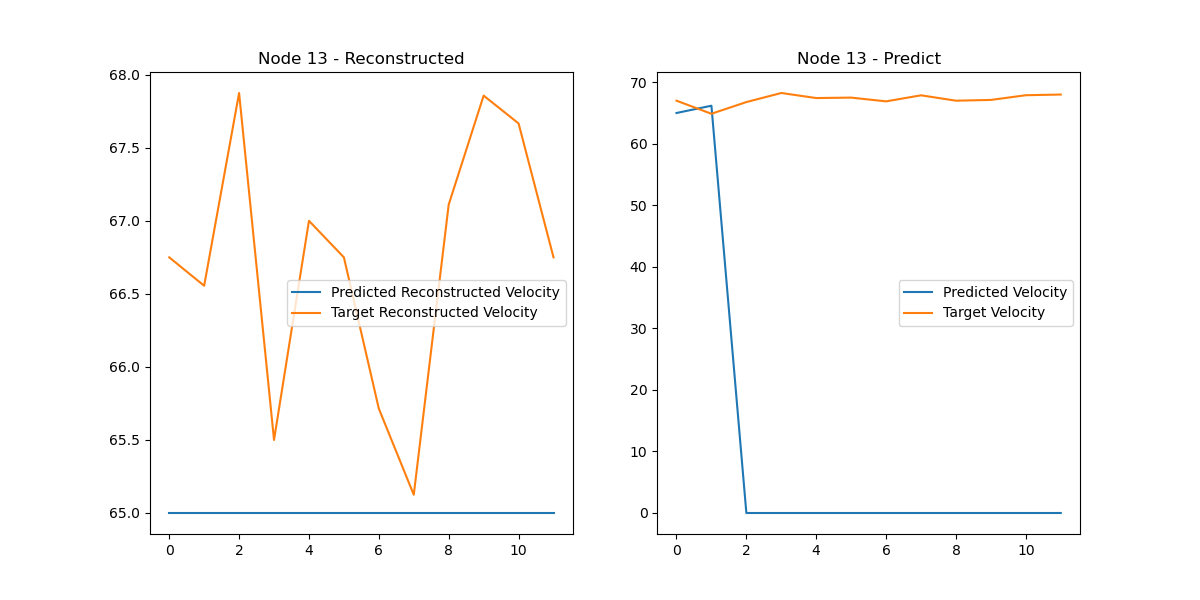 Node 13 - Reconstructed
68.0
67.5
67.0
66.5
66.0
65.5
65.0
0 2 4 6 8 10
Predicted Reconstructed Velocity
Target Reconstructed Velocity
Node 13 - Predict
70
60
50
40
30
20
10
0
0 2 4 6 8 10
Predicted Velocity
Target Velocity